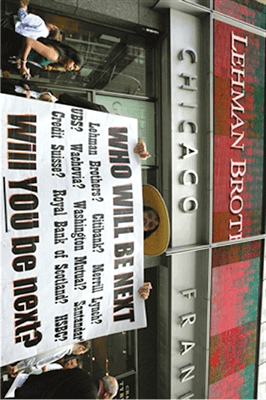 LEHMAN BROTH
CHICAGO FRAN
WHO WILL BE NEXT
Lehman Brothers? Citibank? Merrill Lynch?
UBS? Wachovia? Washington Mutual? Santander
Credit Suisse? Royal Bank of Scotland? HSBC?
Will YOU be next?